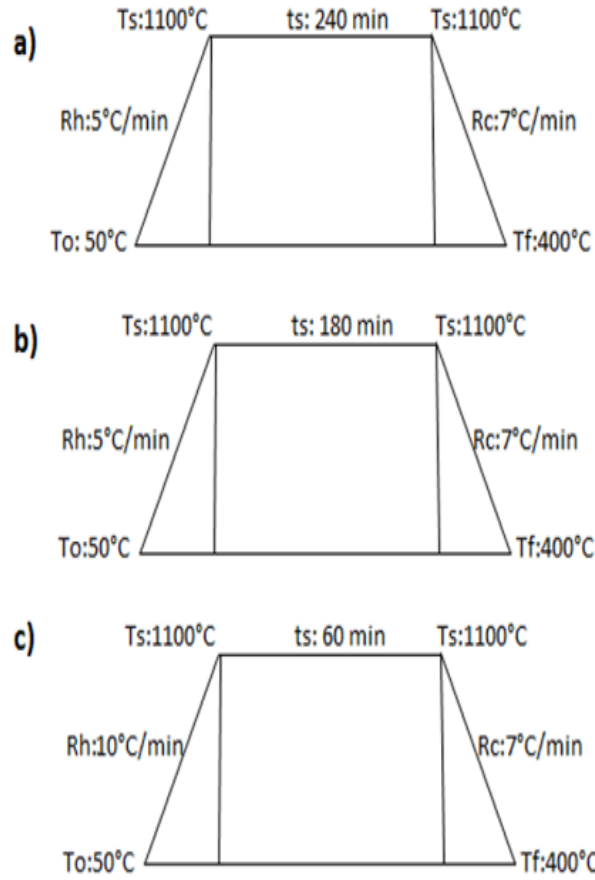 a)
Ts:1100°C ts: 240 min Ts:1100°C
Rh:5°C/min Rc:7°C/min
To: 50°C Tf:400°C
b)
Ts:1100°C ts: 180 min Ts:1100°C
Rh:5°C/min Rc:7°C/min
To:50°C Tf:400°C
c)
Ts:1100°C ts: 60 min Ts:1100°C
Rh:10°C/min Rc:7°C/min
To:50°C Tf:400°C